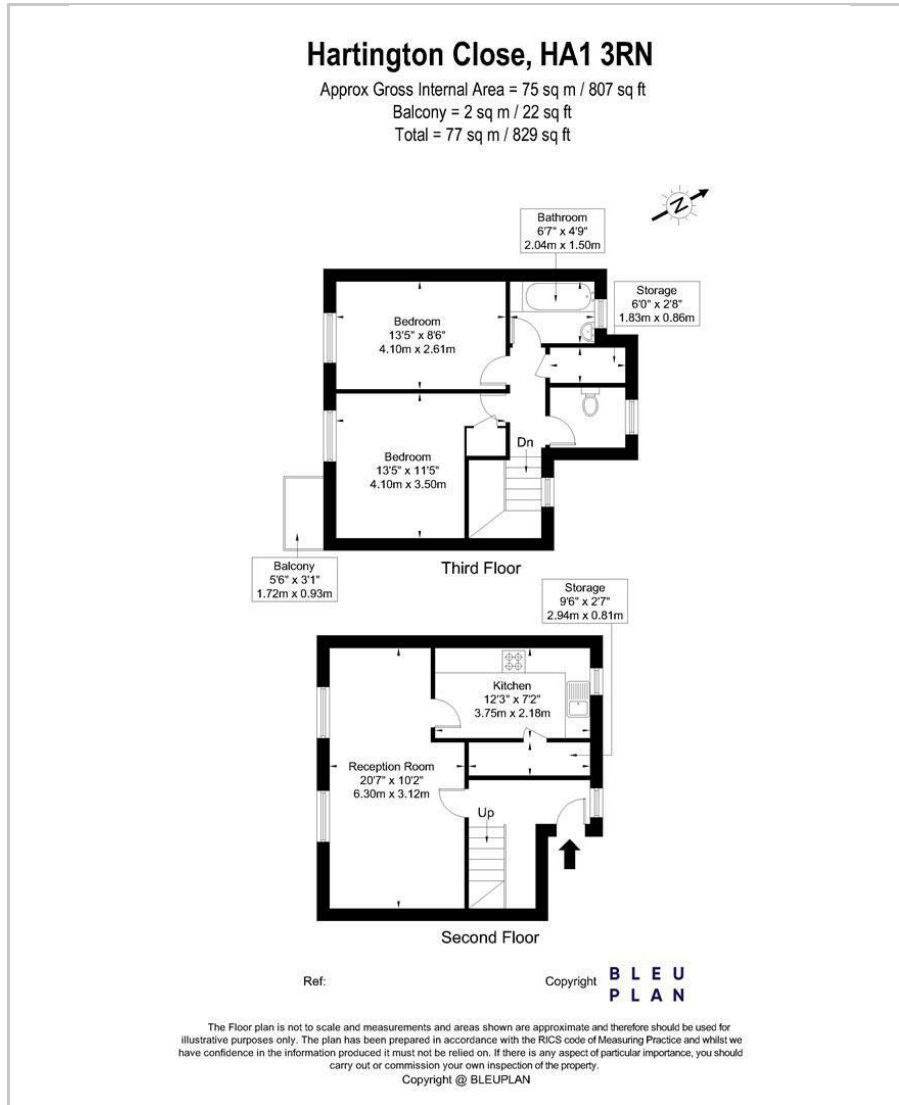 Hartington Close, HA1 3RN
Approx Gross Internal Area = 75 sq m / 807 sq ft
Balcony = 2 sq m / 22 sq ft
Total = 77 sq m / 829 sq ft
N
Bathroom
6'7" x 4'9"
2.04m x 1.50m
Storage
6'0" x 2'8"
1.83m x 0.86m
Bedroom
13'5" x 8'6"
4.10m x 2.61m
Dn
Bedroom
13'5" x 11'5"
4.10m x 3.50m
Balcony
5'6" x 3'1"
1.72m x 0.93m
Third Floor
Storage
9'6" x 2'7"
2.94m x 0.81m
Kitchen
12'3" x 7'2"
3.75m x 2.18m
Reception Room
20'7" x 10'2"
6.30m x 3.12m
Up
Second Floor
Ref:
Copyright
BLEU
PLAN
The Floor plan is not to scale and measurements and areas shown are approximate and therefore should be used for
illustrative purposes only. The plan has been prepared in accordance with the RICS code of Measuring Practice and whilst we
have confidence in the information produced it must not be relied on. If there is any aspect of particular importance, you should
carry out or commission your own inspection of the property.
Copyright @ BLEUPLAN